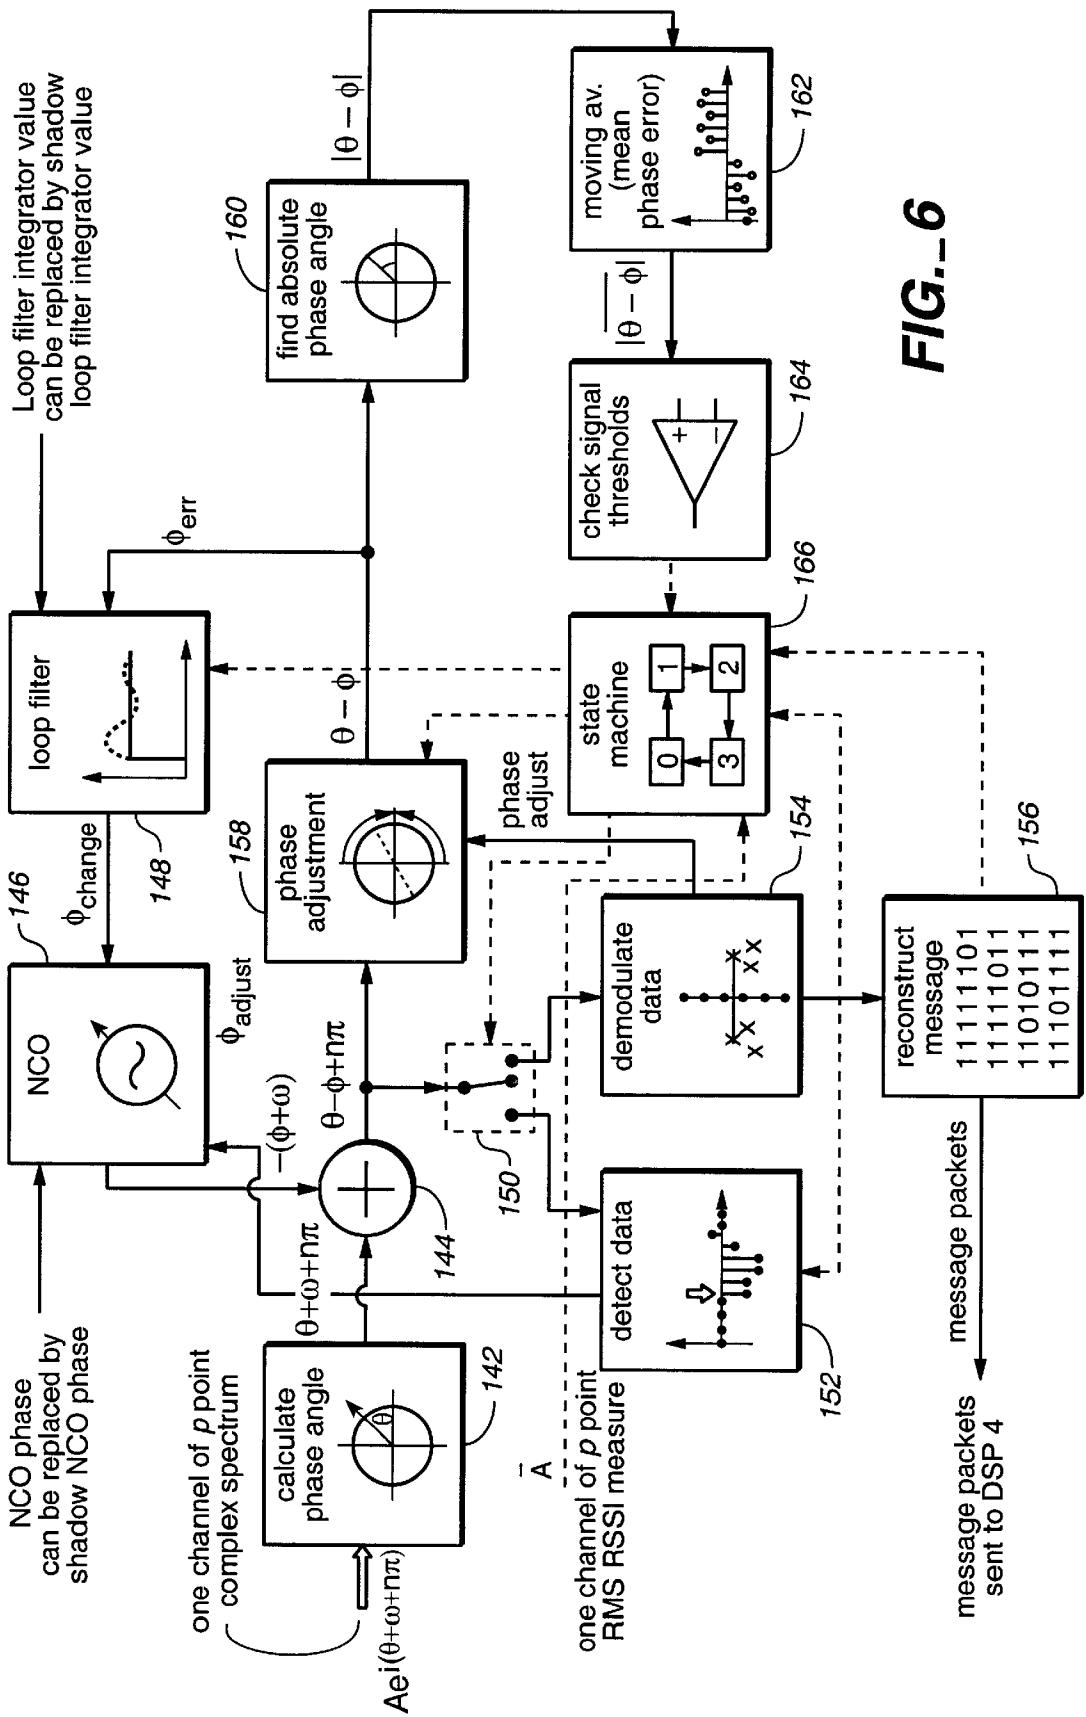 NCO phase
can be replaced by
shadow NCO phase
Loop filter integrator value
can be replaced by shadow
loop filter integrator value
146
NCO
ϕchange
148
loop filter
ϕerr
ϕadjust
one channel of p point
complex spectrum
Aei(θ+ω+nπ)
calculate
phase angle
θ
142
θ+ω+nπ
−(ϕ+ω)
144
θ−ϕ+nπ
158
phase
adjustment
θ − ϕ
160
find absolute
phase angle
|θ − ϕ|
150
phase
adjust
A
one channel of p point
RMS RSSI measure
detect data
152
demodulate
data
x x x x x x
154
state
machine
0 1
3 2
166
check signal
thresholds
+
−
164
|θ − ϕ|
moving av.
(mean
phase error)
162
reconstruct
message
11111101
11111011
11010111
11101111
156
message packets
message packets
sent to DSP 4
FIG._6